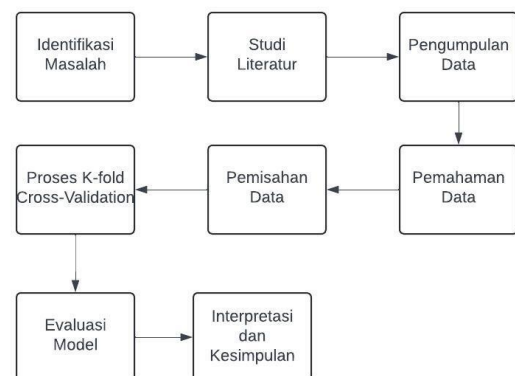 Identifikasi
Masalah
Studi
Literatur
Pengumpulan
Data
Pemahaman
Data
Pemisahan
Data
Proses K-fold
Cross-Validation
Evaluasi
Model
Interpretasi
dan
Kesimpulan